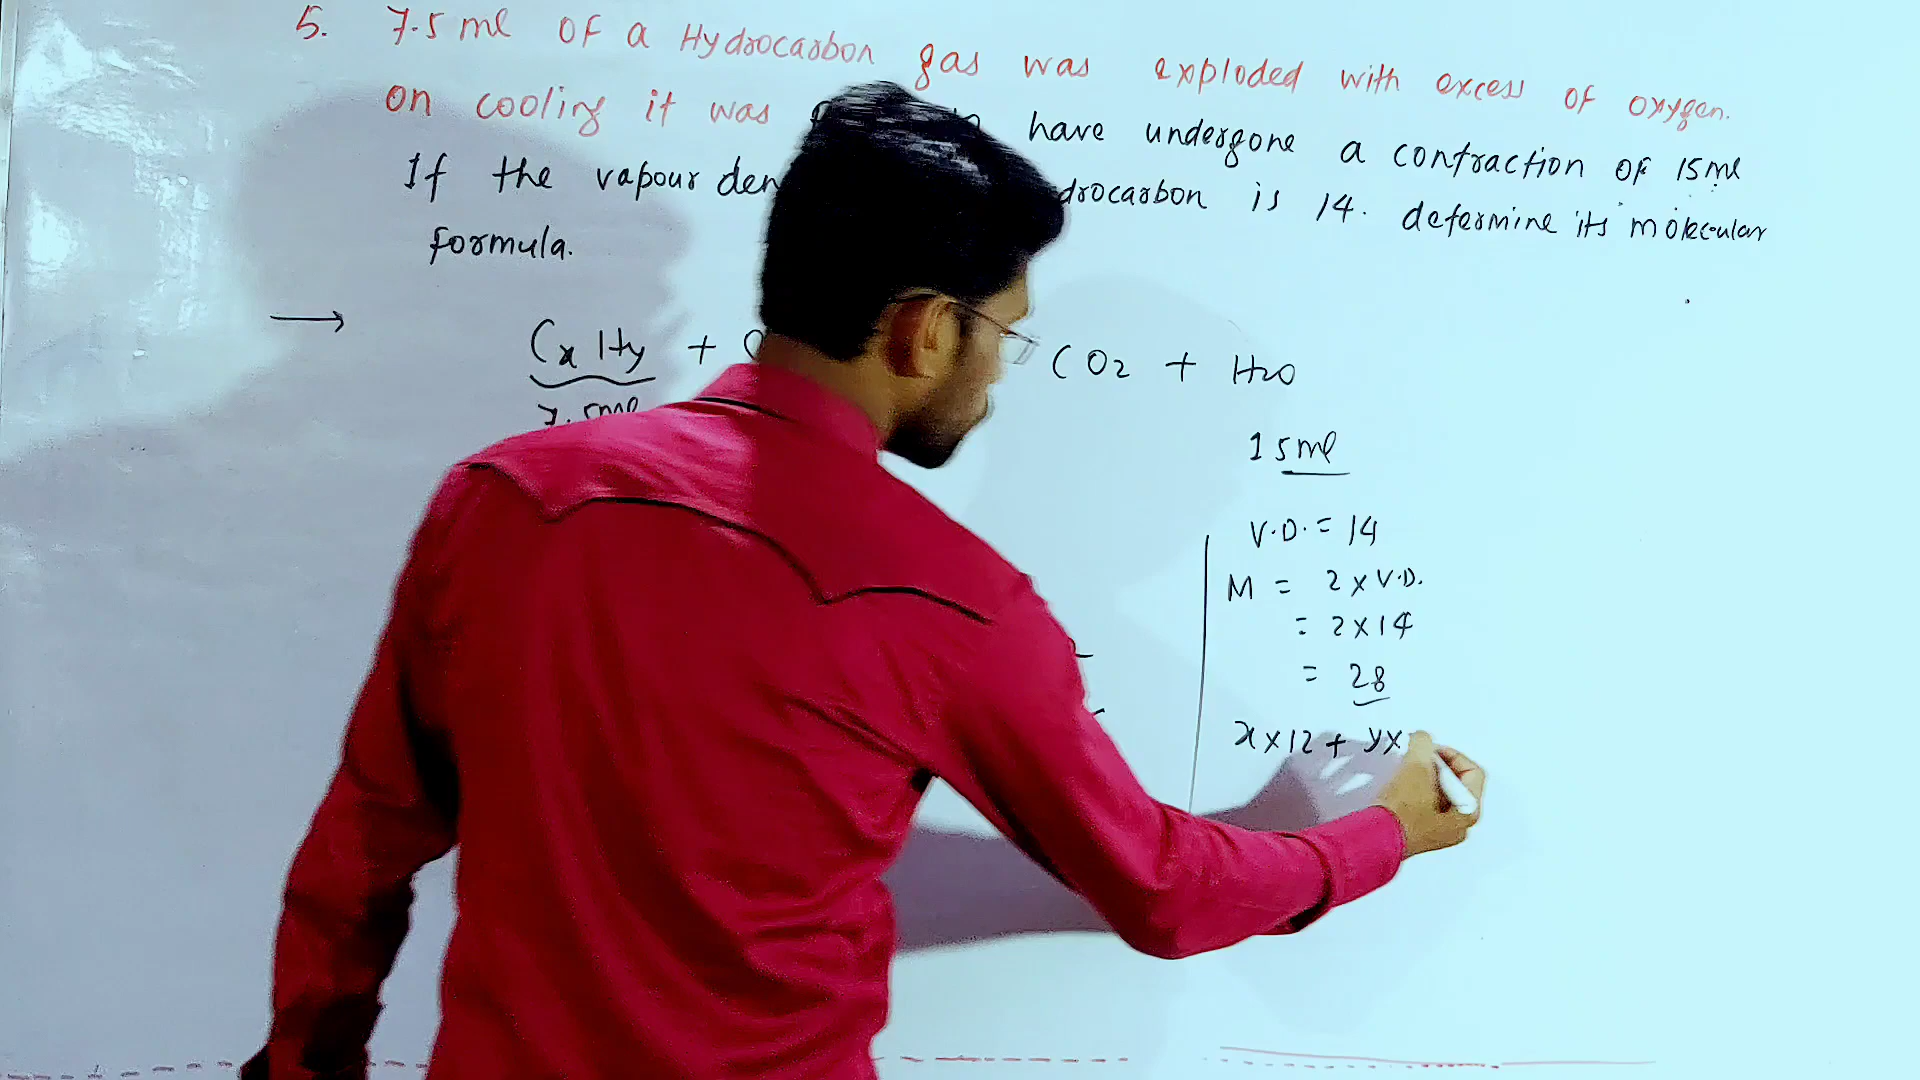 5. 7.5 ml OF a Hydrocarbon gas was exploded with excess OF oxygen.
on cooling it was have undergone a contraction OF 15ml
If the vapour is 14. determine its molecular
formula.
→ CxHy + CO2 + H2O
7.5ml
15ml
V.D. = 14
M = 2 x V.D.
= 2 x 14
= 28
x x 12 + y x